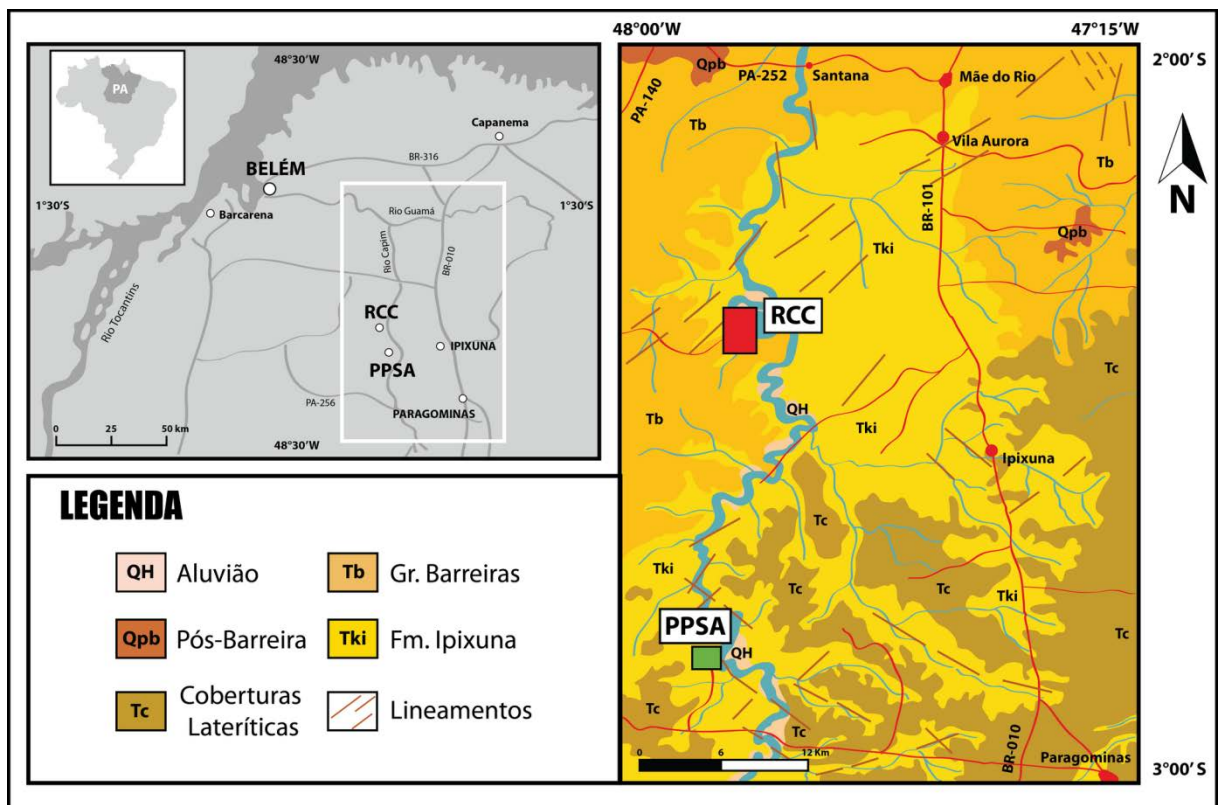 48°00'W
47°15'W
PA
48°30'W
Capanema
BR-316
BELÉM
1°30'S
1°30'S
Barcarena
Rio Guamá
Rio Capim
BR-010
Rio Tocantins
RCC
IPIXUNA
PPSA
PA-256
PARAGOMINAS
0 25 50 km
48°30'W
LEGENDA
QH Aluvião
Tb Gr. Barreiras
Qpb Pós-Barreira
Tki Fm. Ipixuna
Tc Coberturas
Lateríticas
Lineamentos
2°00'S
Qpb
PA-252
Santana
Mãe do Rio
PA-140
Tb
Vila Aurora
Tb
BR-101
Qpb
Tki
N
RCC
Tc
QH
Tb
Tki
Ipixuna
Tc
Tki
Tc
Tc
Tki
PPSA
QH
Tc
Tc
Tc
BR-010
Paragominas
0 6 12 Km
3°00' S